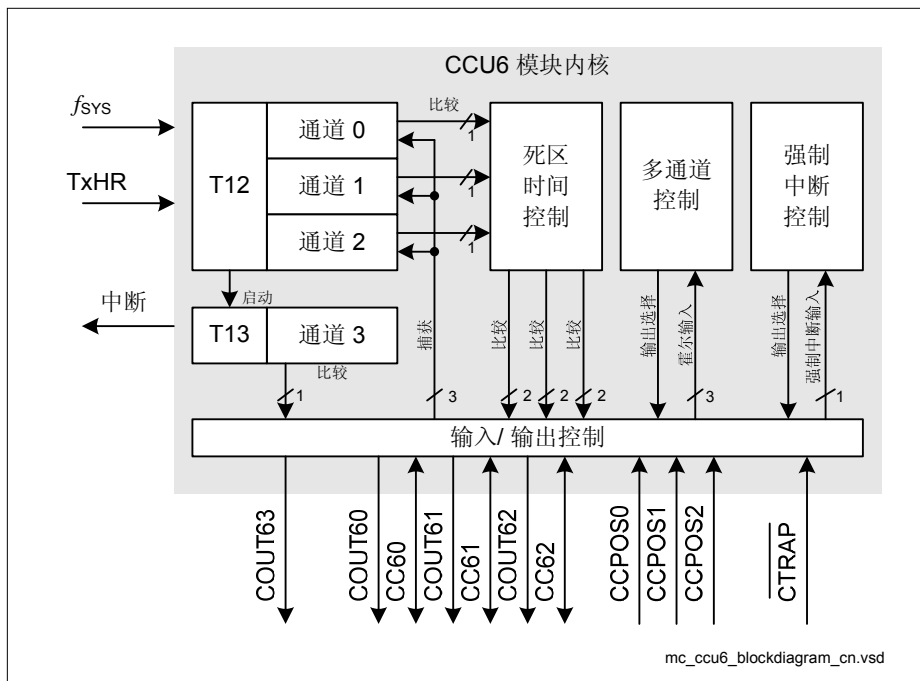 CCU6 模块内核
fSYS
TxHR
中断
T12
通道 0
通道 1
通道 2
比较
1
1
1
死区
时间
控制
多通道
控制
强制
中断
控制
启动
T13
通道 3
比较
1
捕获
3
比较
比较
比较
2
2
2
输出选择
霍尔输入
3
输出选择
强制中断输入
1
输入/ 输出控制
COUT63
COUT60
CC60
COUT61
CC61
COUT62
CC62
CCPOS0
CCPOS1
CCPOS2
CTRAP
mc_ccu6_blockdiagram_cn.vsd